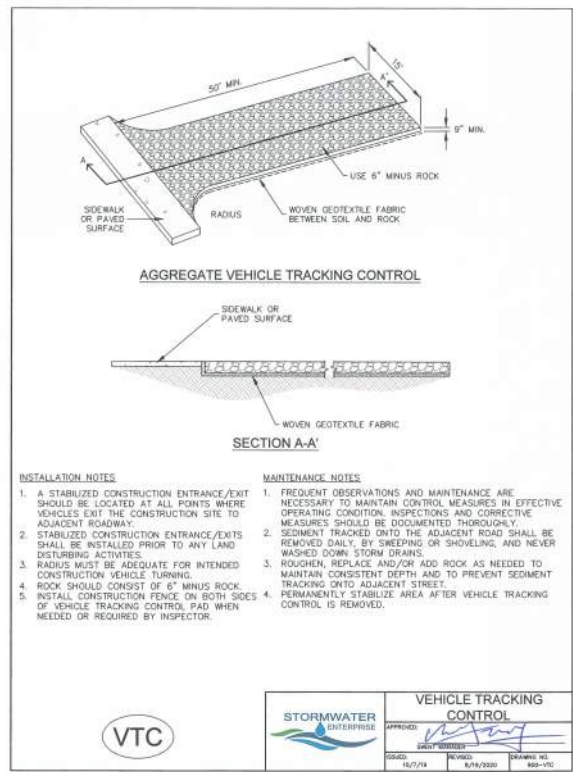 50' MIN.
15'
A'
9" MIN.
A
USE 6" MINUS ROCK
SIDEWALK
OR PAVED
SURFACE
RADIUS
WOVEN GEOTEXTILE FABRIC
BETWEEN SOIL AND ROCK
AGGREGATE VEHICLE TRACKING CONTROL
SIDEWALK OR
PAVED SURFACE
WOVEN GEOTEXTILE FABRIC
SECTION A-A'
INSTALLATION NOTES
1. A STABILIZED CONSTRUCTION ENTRANCE/EXIT
SHOULD BE LOCATED AT ALL POINTS WHERE
VEHICLES EXIT THE CONSTRUCTION SITE TO
ADJACENT ROADWAY.
2. STABILIZED CONSTRUCTION ENTRANCE/EXITS
SHALL BE INSTALLED PRIOR TO ANY LAND
DISTURBING ACTIVITIES.
3. RADIUS MUST BE ADEQUATE FOR INTENDED
CONSTRUCTION VEHICLE TURNING.
4. ROCK SHOULD CONSIST OF 6" MINUS ROCK.
5. INSTALL CONSTRUCTION FENCE ON BOTH SIDES
OF VEHICLE TRACKING CONTROL PAD WHEN
NEEDED OR REQUIRED BY INSPECTOR.
MAINTENANCE NOTES
1. FREQUENT OBSERVATIONS AND MAINTENANCE ARE
NECESSARY TO MAINTAIN CONTROL MEASURES IN EFFECTIVE
OPERATING CONDITION. INSPECTIONS AND CORRECTIVE
MEASURES SHOULD BE DOCUMENTED THOROUGHLY.
2. SEDIMENT TRACKED ONTO THE ADJACENT ROAD SHALL BE
REMOVED DAILY, BY SWEEPING OR SHOVELING, AND NEVER
WASHED DOWN STORM DRAINS.
3. ROUGHEN, REPLACE AND/OR ADD ROCK AS NEEDED TO
MAINTAIN CONSISTENT DEPTH AND TO PREVENT SEDIMENT
TRACKING ONTO ADJACENT STREET.
4. PERMANENTLY STABILIZE AREA AFTER VEHICLE TRACKING
CONTROL IS REMOVED.
VTC
STORMWATER
ENTERPRISE
VEHICLE TRACKING
CONTROL
APPROVED:
SWENT MANAGER
ISSUED:
10/7/19
REVISED:
8/19/2020
DRAWING NO.
900-VTC